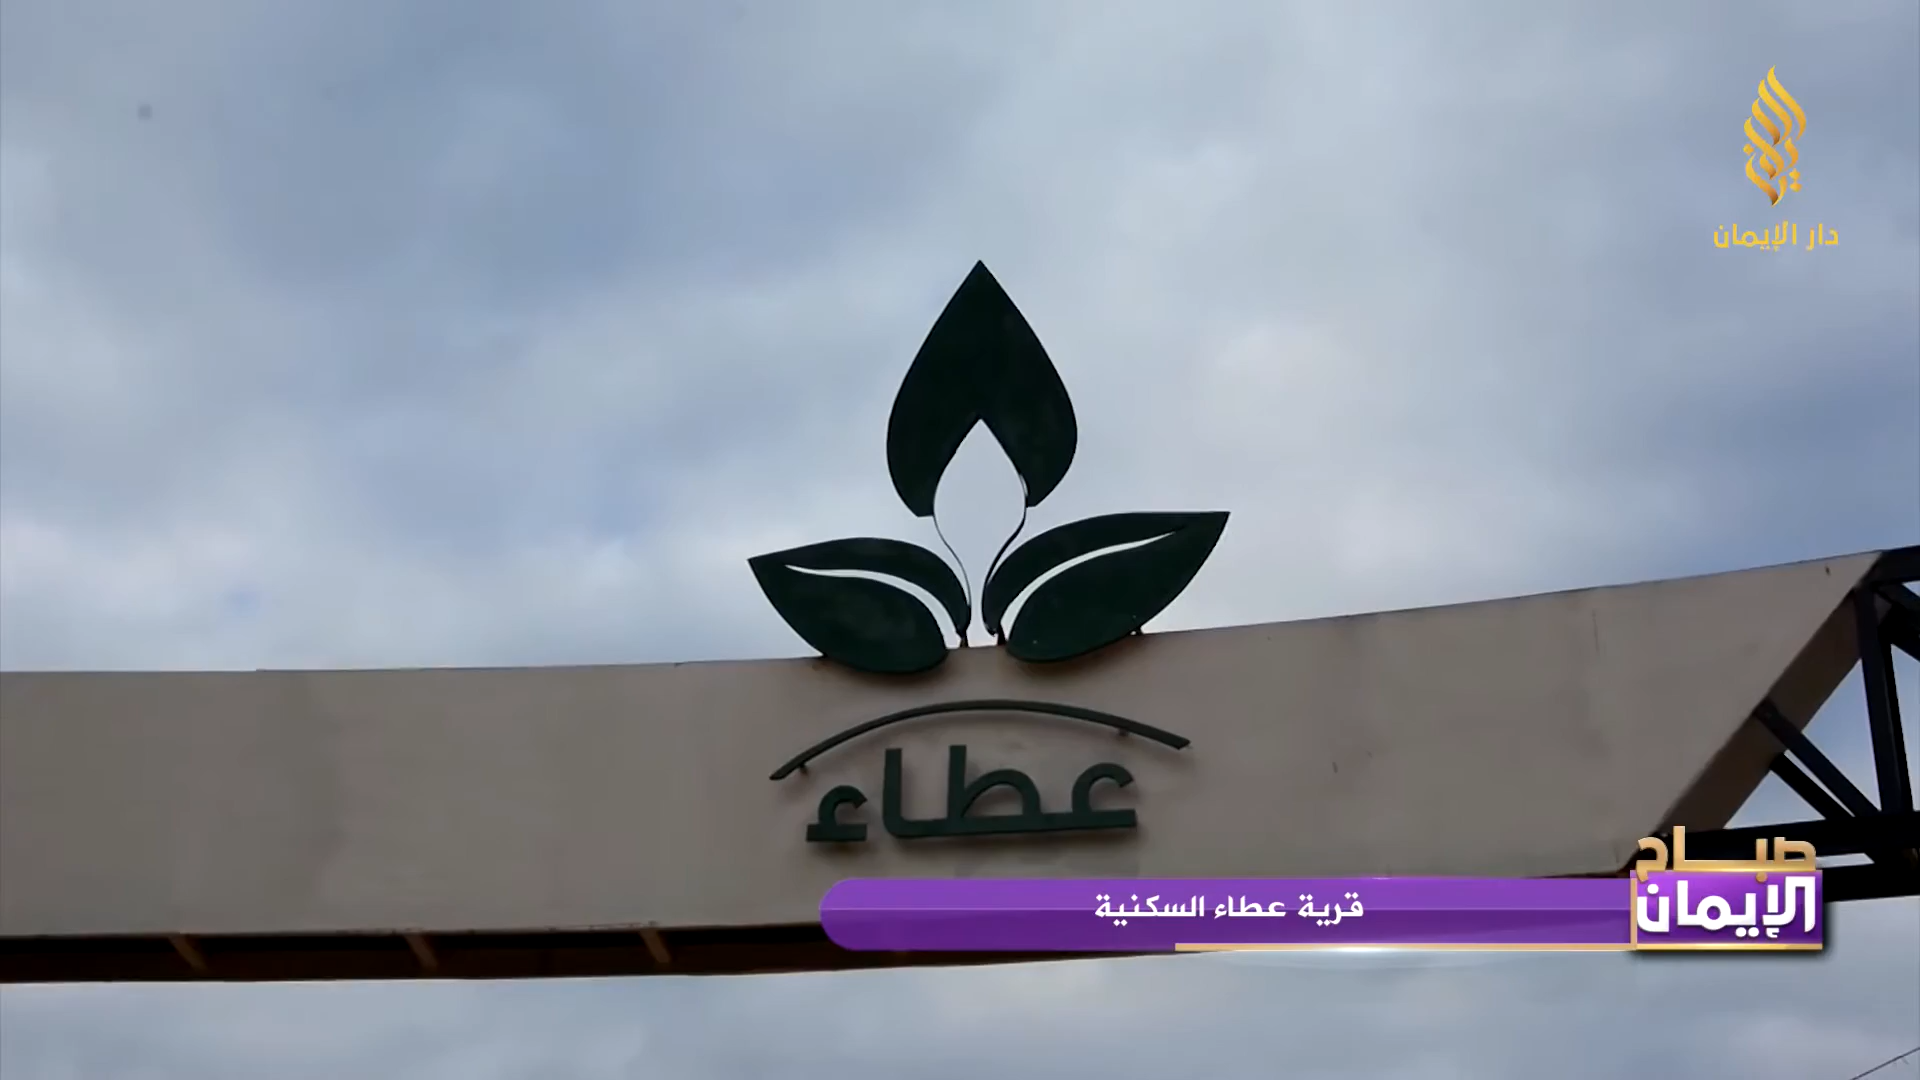 دار الإيمان
عطاء
صباح
الإيمان
قرية عطاء السكنية